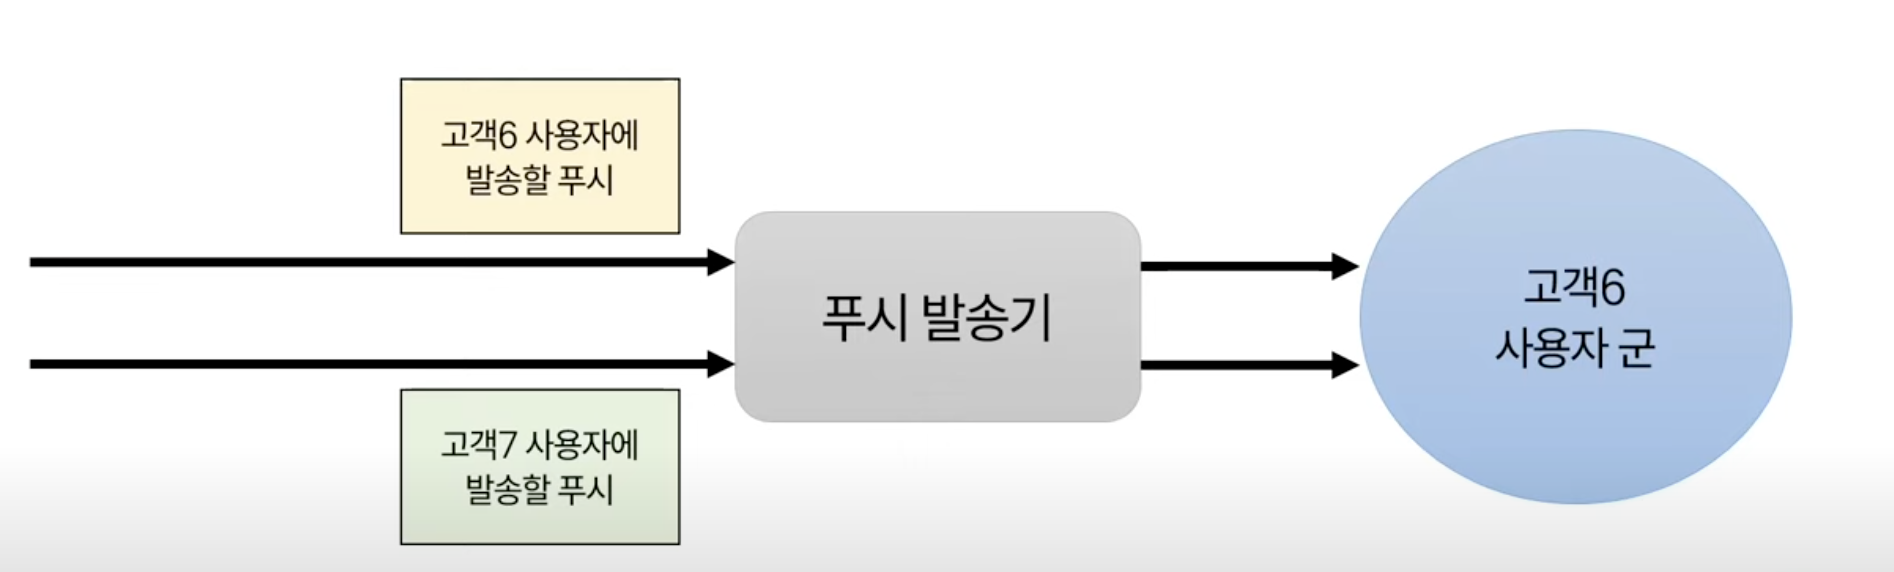 고객6 사용자에
발송할 푸시
푸시 발송기
고객6
사용자 군
고객7 사용자에
발송할 푸시